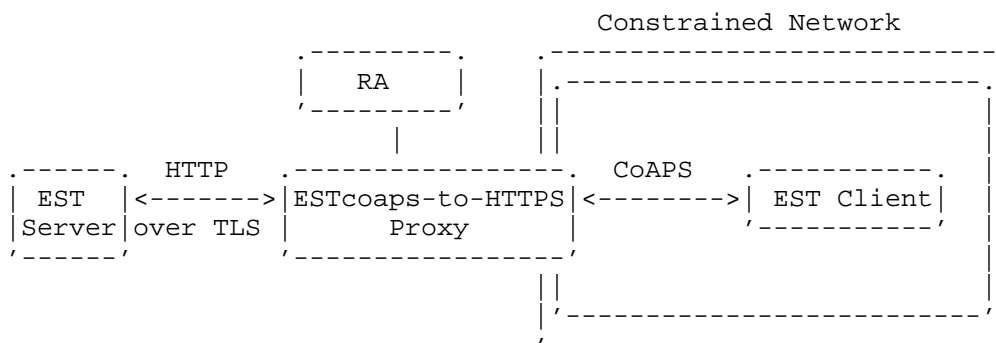 Constrained Network
RA
HTTP CoAPS
EST <-------> ESTcoaps-to-HTTPS <--------> EST Client
Server over TLS Proxy